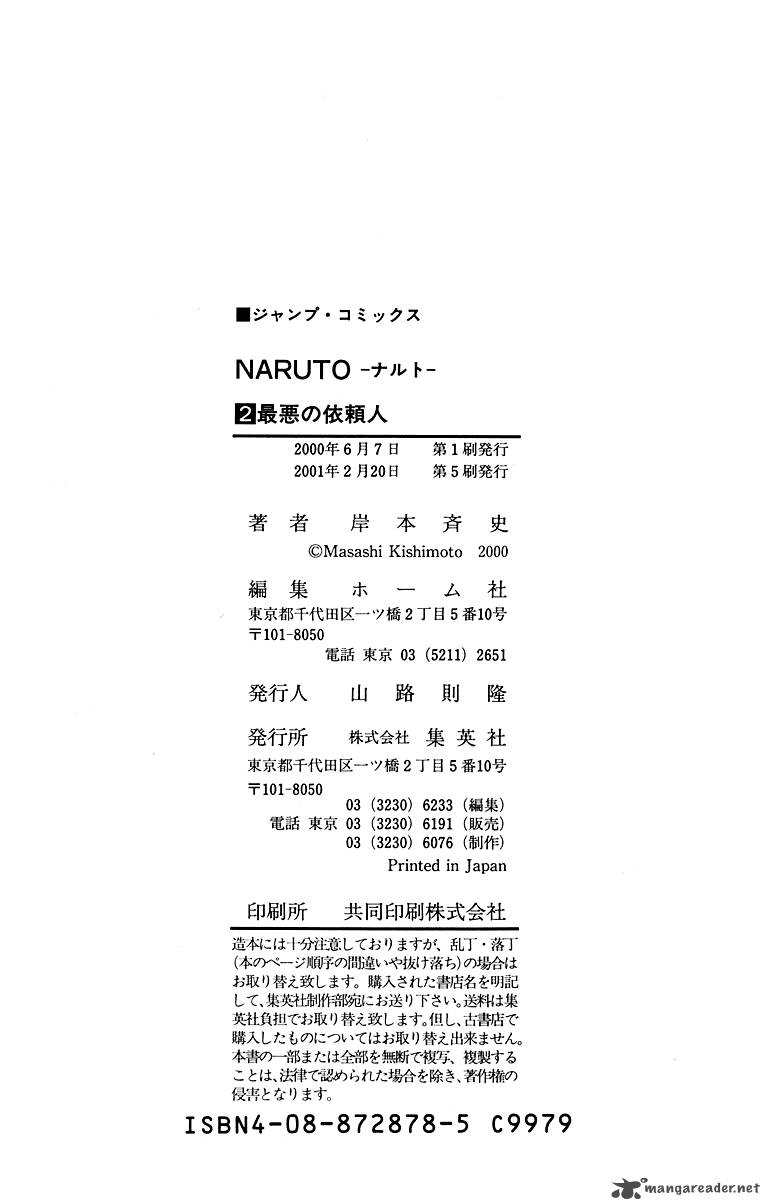 ■ジャンプ・コミックス
NARUTO -ナルト-
2最悪の依頼人
2000年6月7日 第1刷発行
2001年2月20日 第5刷発行
著者 岸本斉史
©Masashi Kishimoto 2000
編集 ホーム社
東京都千代田区一ツ橋2丁目5番10号
〒101-8050
電話 東京 03 (5211) 2651
発行人 山路則隆
発行所 株式会社 集英社
東京都千代田区一ツ橋2丁目5番10号
〒101-8050
03 (3230) 6233 (編集)
電話 東京 03 (3230) 6191 (販売)
03 (3230) 6076 (制作)
Printed in Japan
印刷所 共同印刷株式会社
造本には十分注意しておりますが、乱丁・落丁
(本のページ順序の間違いや抜け落ち)の場合は
お取り替え致します。購入された書店名を明記
して、集英社制作部宛にお送り下さい。送料は集
英社負担でお取り替え致します。但し、古書店で
購入したものについてはお取り替え出来ません。
本書の一部または全部を無断で複写、複製する
ことは、法律で認められた場合を除き、著作権の
侵害となります。
ISBN4-08-872878-5 C9979
mangareader.net